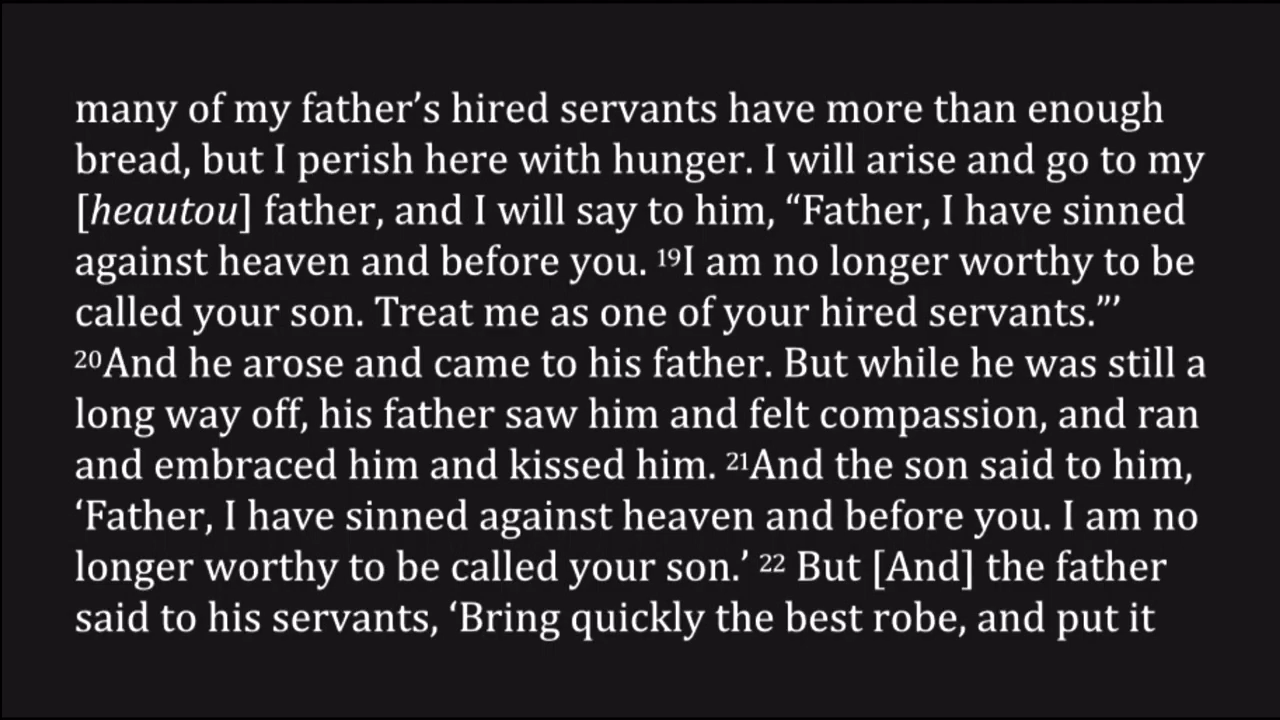 many of my father’s hired servants have more than enough
bread, but I perish here with hunger. I will arise and go to my
[heautou] father, and I will say to him, “Father, I have sinned
against heaven and before you. ¹⁹I am no longer worthy to be
called your son. Treat me as one of your hired servants.”’
²⁰And he arose and came to his father. But while he was still a
long way off, his father saw him and felt compassion, and ran
and embraced him and kissed him. ²¹And the son said to him,
‘Father, I have sinned against heaven and before you. I am no
longer worthy to be called your son.’ ²² But [And] the father
said to his servants, ‘Bring quickly the best robe, and put it